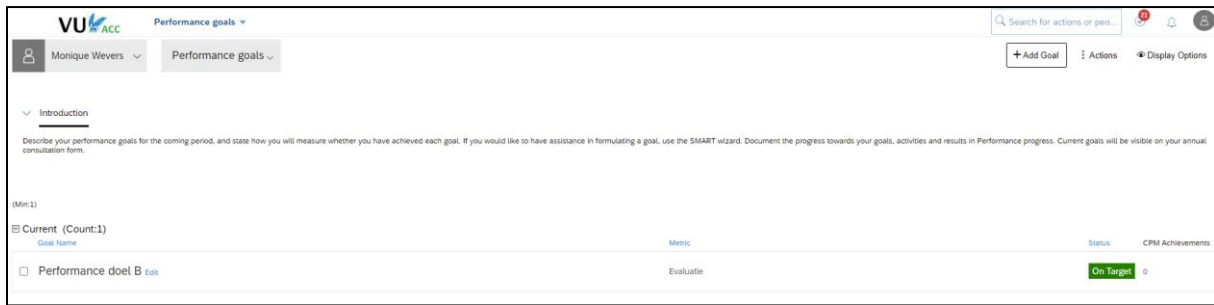 VU ACC Performance goals Search for actions or peo... 21
Monique Wevers Performance goals + Add Goal Actions Display Options
Introduction
Describe your performance goals for the coming period, and state how you will measure whether you have achieved each goal. If you would like to have assistance in formulating a goal, use the SMART wizard. Document the progress towards your goals, activities and results in Performance progress. Current goals will be visible on your annual
consultation form.
(Min:1)
Current (Count:1)
Goal Name Metric Status CPM Achievements
Performance doel B Edit Evaluatie On Target 0